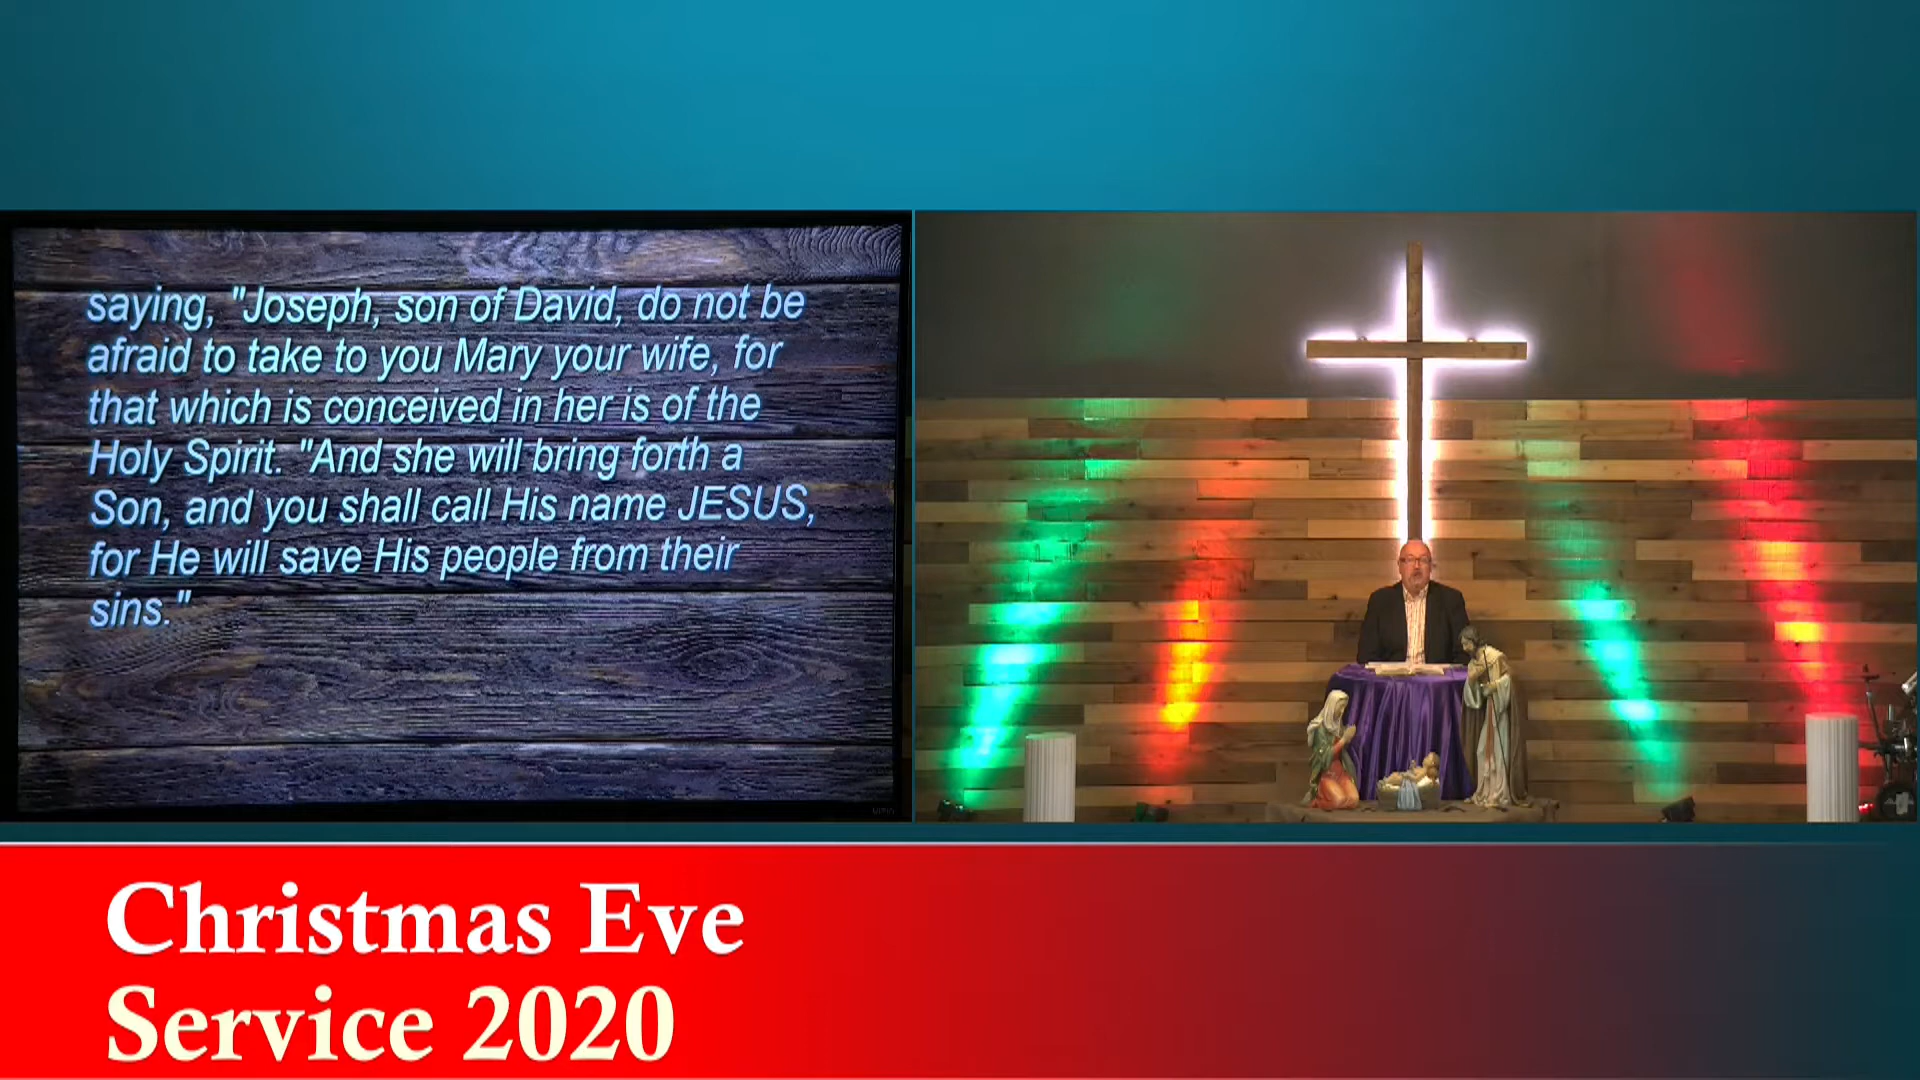 saying, "Joseph, son of David, do not be
afraid to take to you Mary your wife, for
that which is conceived in her is of the
Holy Spirit. "And she will bring forth a
Son, and you shall call His name JESUS,
for He will save His people from their
sins."
Christmas Eve
Service 2020